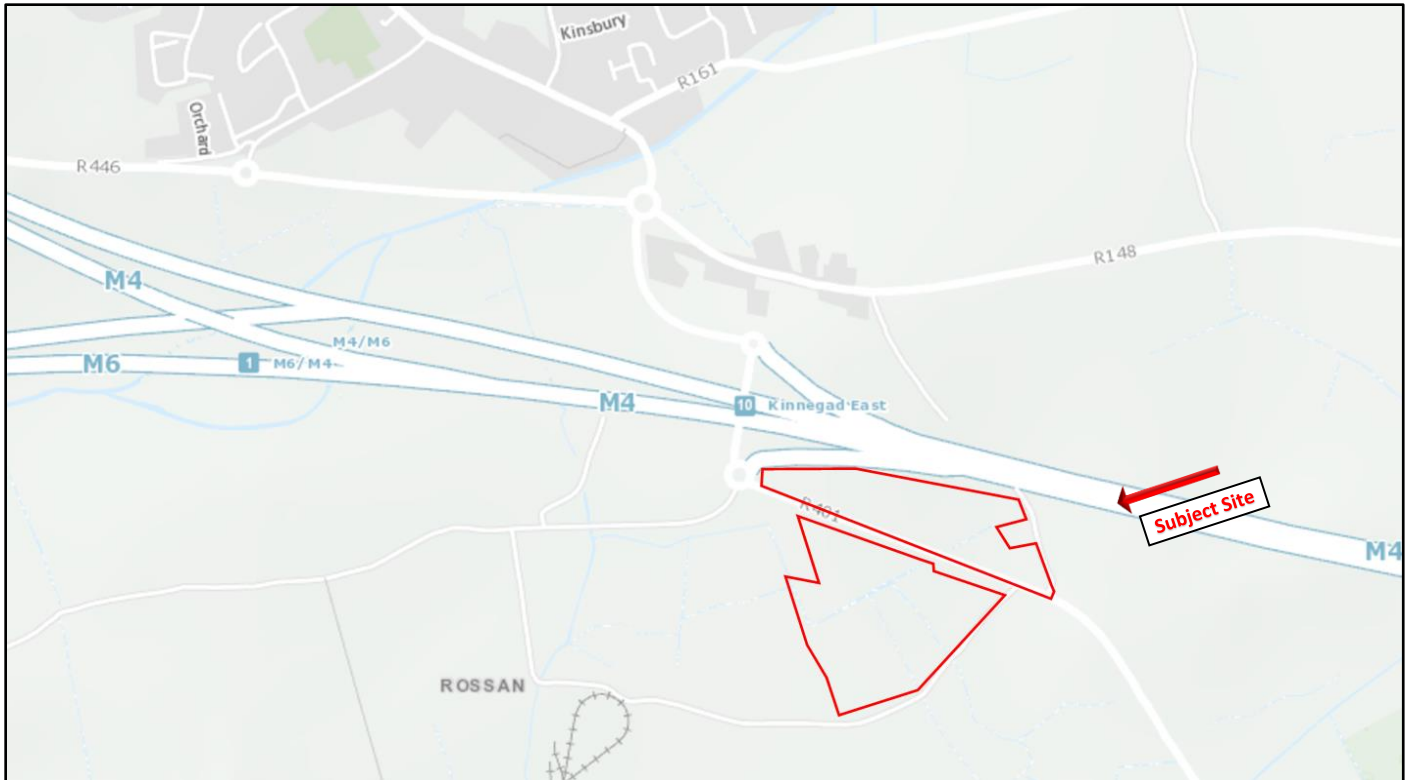 Kinsbury
R161
Orchard
R446
R148
M4
M4/M6
M6
1
M6/M4
M4
10
Kinnegad East
R401
Subject Site
M4
ROSSAN